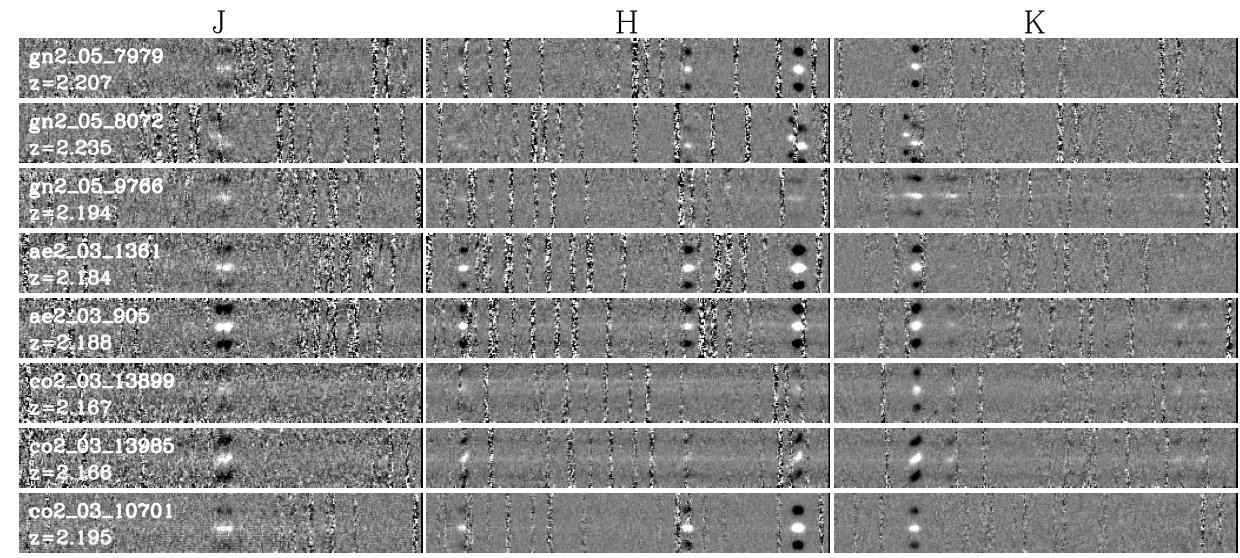 J H K
gn2_05_7979
z=2.207
gn2_05_8072
z=2.235
gn2_05_9766
z=2.194
ae2_03_1361
z=2.184
ae2_03_905
z=2.188
co2_03_13899
z=2.167
co2_03_13985
z=2.166
co2_03_10701
z=2.195